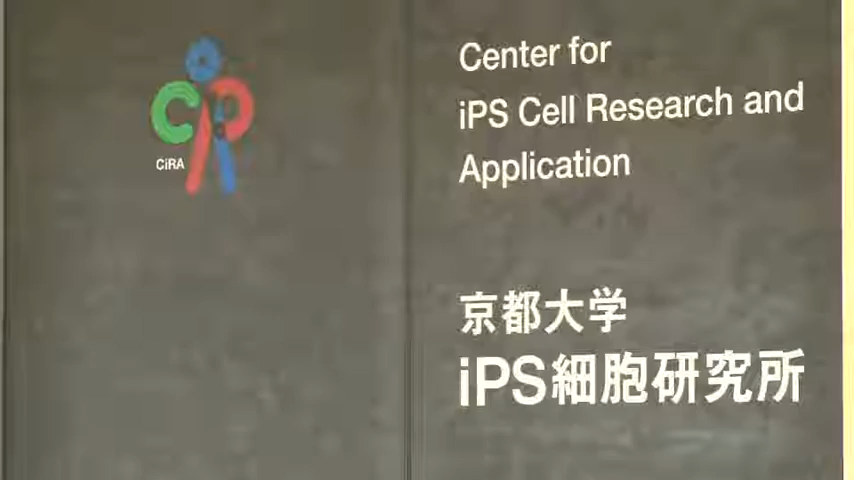 CiRA
Center for
iPS Cell Research and
Application
京都大学
iPS細胞研究所